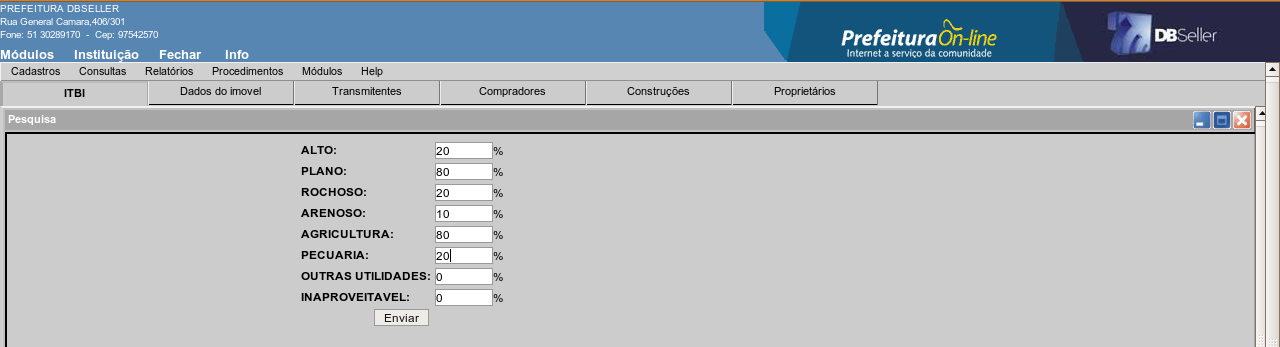 PREFEITURA DBSELLER
Rua General Camara,406/301
Fone: 51 30289170 - Cep: 97542570
Módulos Instituição Fechar Info
Prefeitura On-line
Internet a serviço da comunidade
DBSeller
Cadastros Consultas Relatórios Procedimentos Módulos Help
ITBI Dados do imovel Transmitentes Compradores Construções Proprietários
Pesquisa
ALTO: 20 %
PLANO: 80 %
ROCHOSO: 20 %
ARENOSO: 10 %
AGRICULTURA: 80 %
PECUARIA: 20 %
OUTRAS UTILIDADES: 0 %
INAPROVEITAVEL: 0 %
Enviar